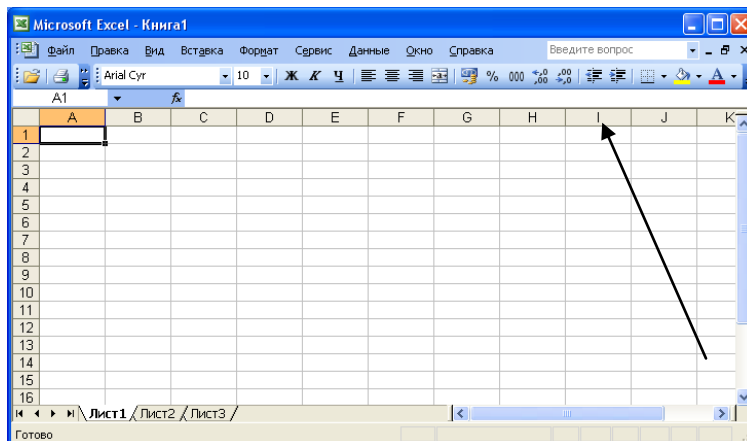 Microsoft Excel - Книга1
Файл Правка Вид Вставка Формат Сервис Данные Окно Справка Введите вопрос
Arial Cyr 10 Ж К Ч % 000 ,00 ,00 A
A1 fx
A B C D E F G H I J K
1
2
3
4
5
6
7
8
9
10
11
12
13
14
15
16
Лист1 Лист2 Лист3
Готово